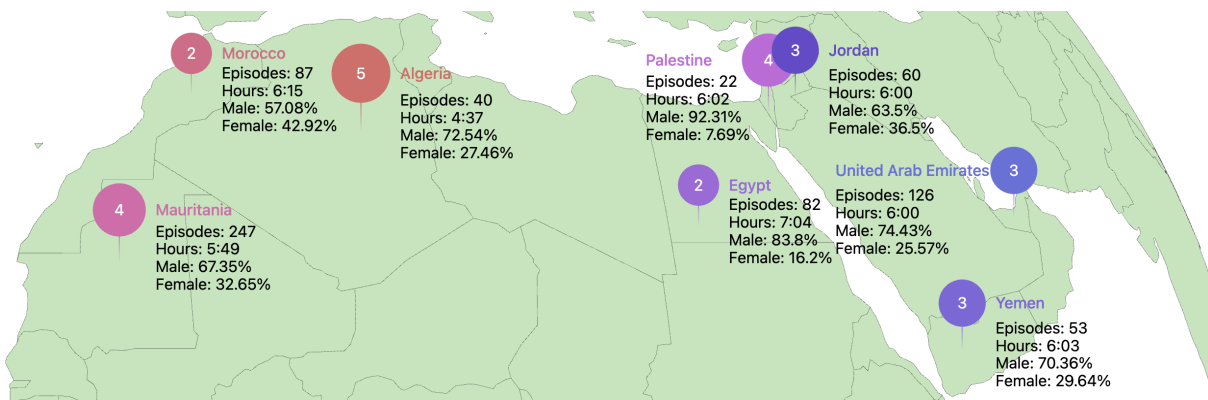 2
Morocco
Episodes: 87
Hours: 6:15
Male: 57.08%
Female: 42.92%
5
Algeria
Episodes: 40
Hours: 4:37
Male: 72.54%
Female: 27.46%
Palestine
4
Episodes: 22
Hours: 6:02
Male: 92.31%
Female: 7.69%
3
Jordan
Episodes: 60
Hours: 6:00
Male: 63.5%
Female: 36.5%
4
Mauritania
Episodes: 247
Hours: 5:49
Male: 67.35%
Female: 32.65%
2
Egypt
Episodes: 82
Hours: 7:04
Male: 83.8%
Female: 16.2%
United Arab Emirates
3
Episodes: 126
Hours: 6:00
Male: 74.43%
Female: 25.57%
3
Yemen
Episodes: 53
Hours: 6:03
Male: 70.36%
Female: 29.64%